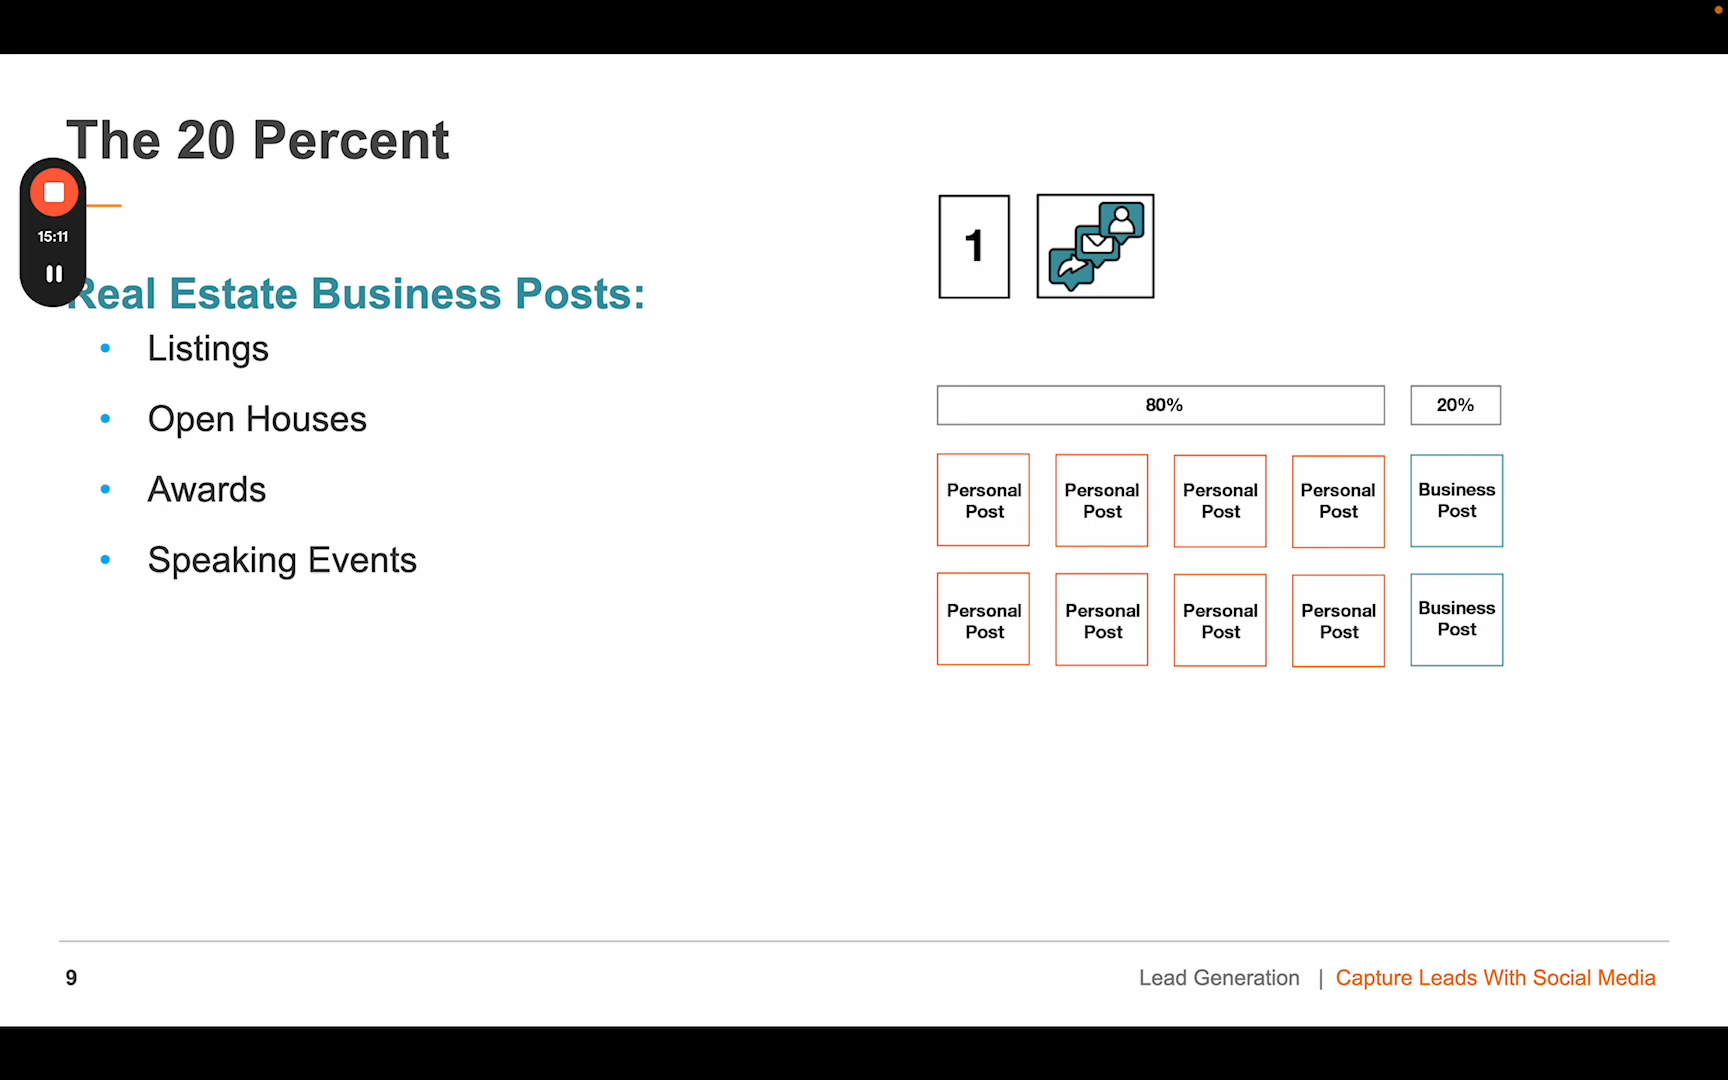 The 20 Percent
15:11
Real Estate Business Posts:
• Listings
• Open Houses
• Awards
• Speaking Events
1
80%
20%
Personal Post
Personal Post
Personal Post
Personal Post
Business Post
Personal Post
Personal Post
Personal Post
Personal Post
Business Post
9
Lead Generation | Capture Leads With Social Media